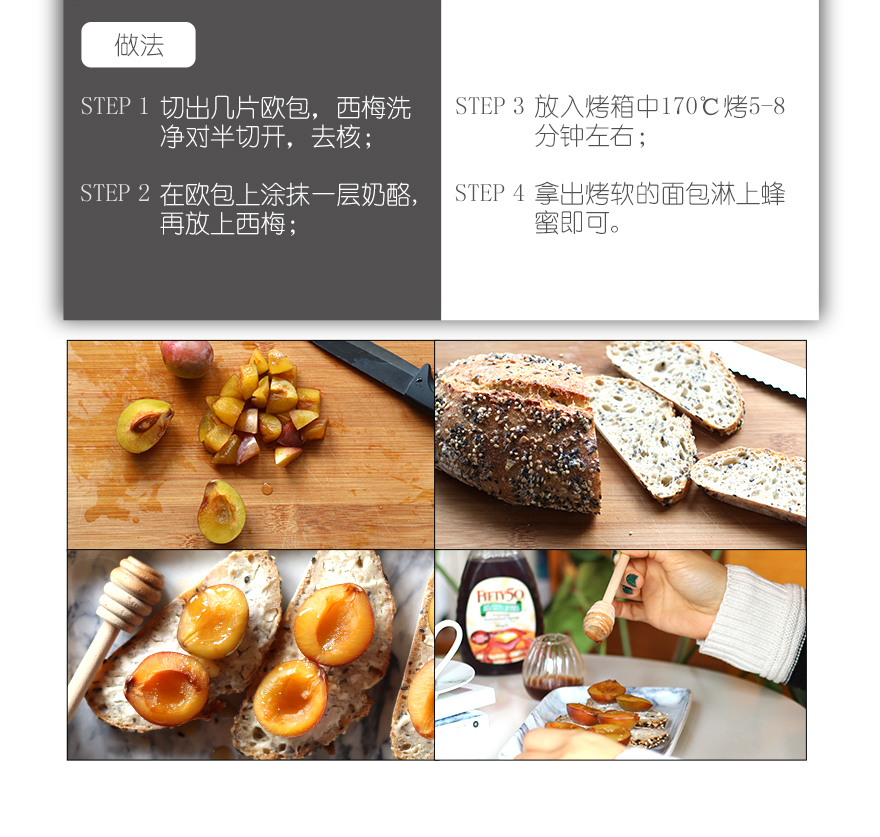 做法
STEP 1 切出几片欧包，西梅洗
净对半切开，去核；
STEP 2 在欧包上涂抹一层奶酪，
再放上西梅；
STEP 3 放入烤箱中170℃烤5-8
分钟左右；
STEP 4 拿出烤软的面包淋上蜂
蜜即可。
FIFTY50